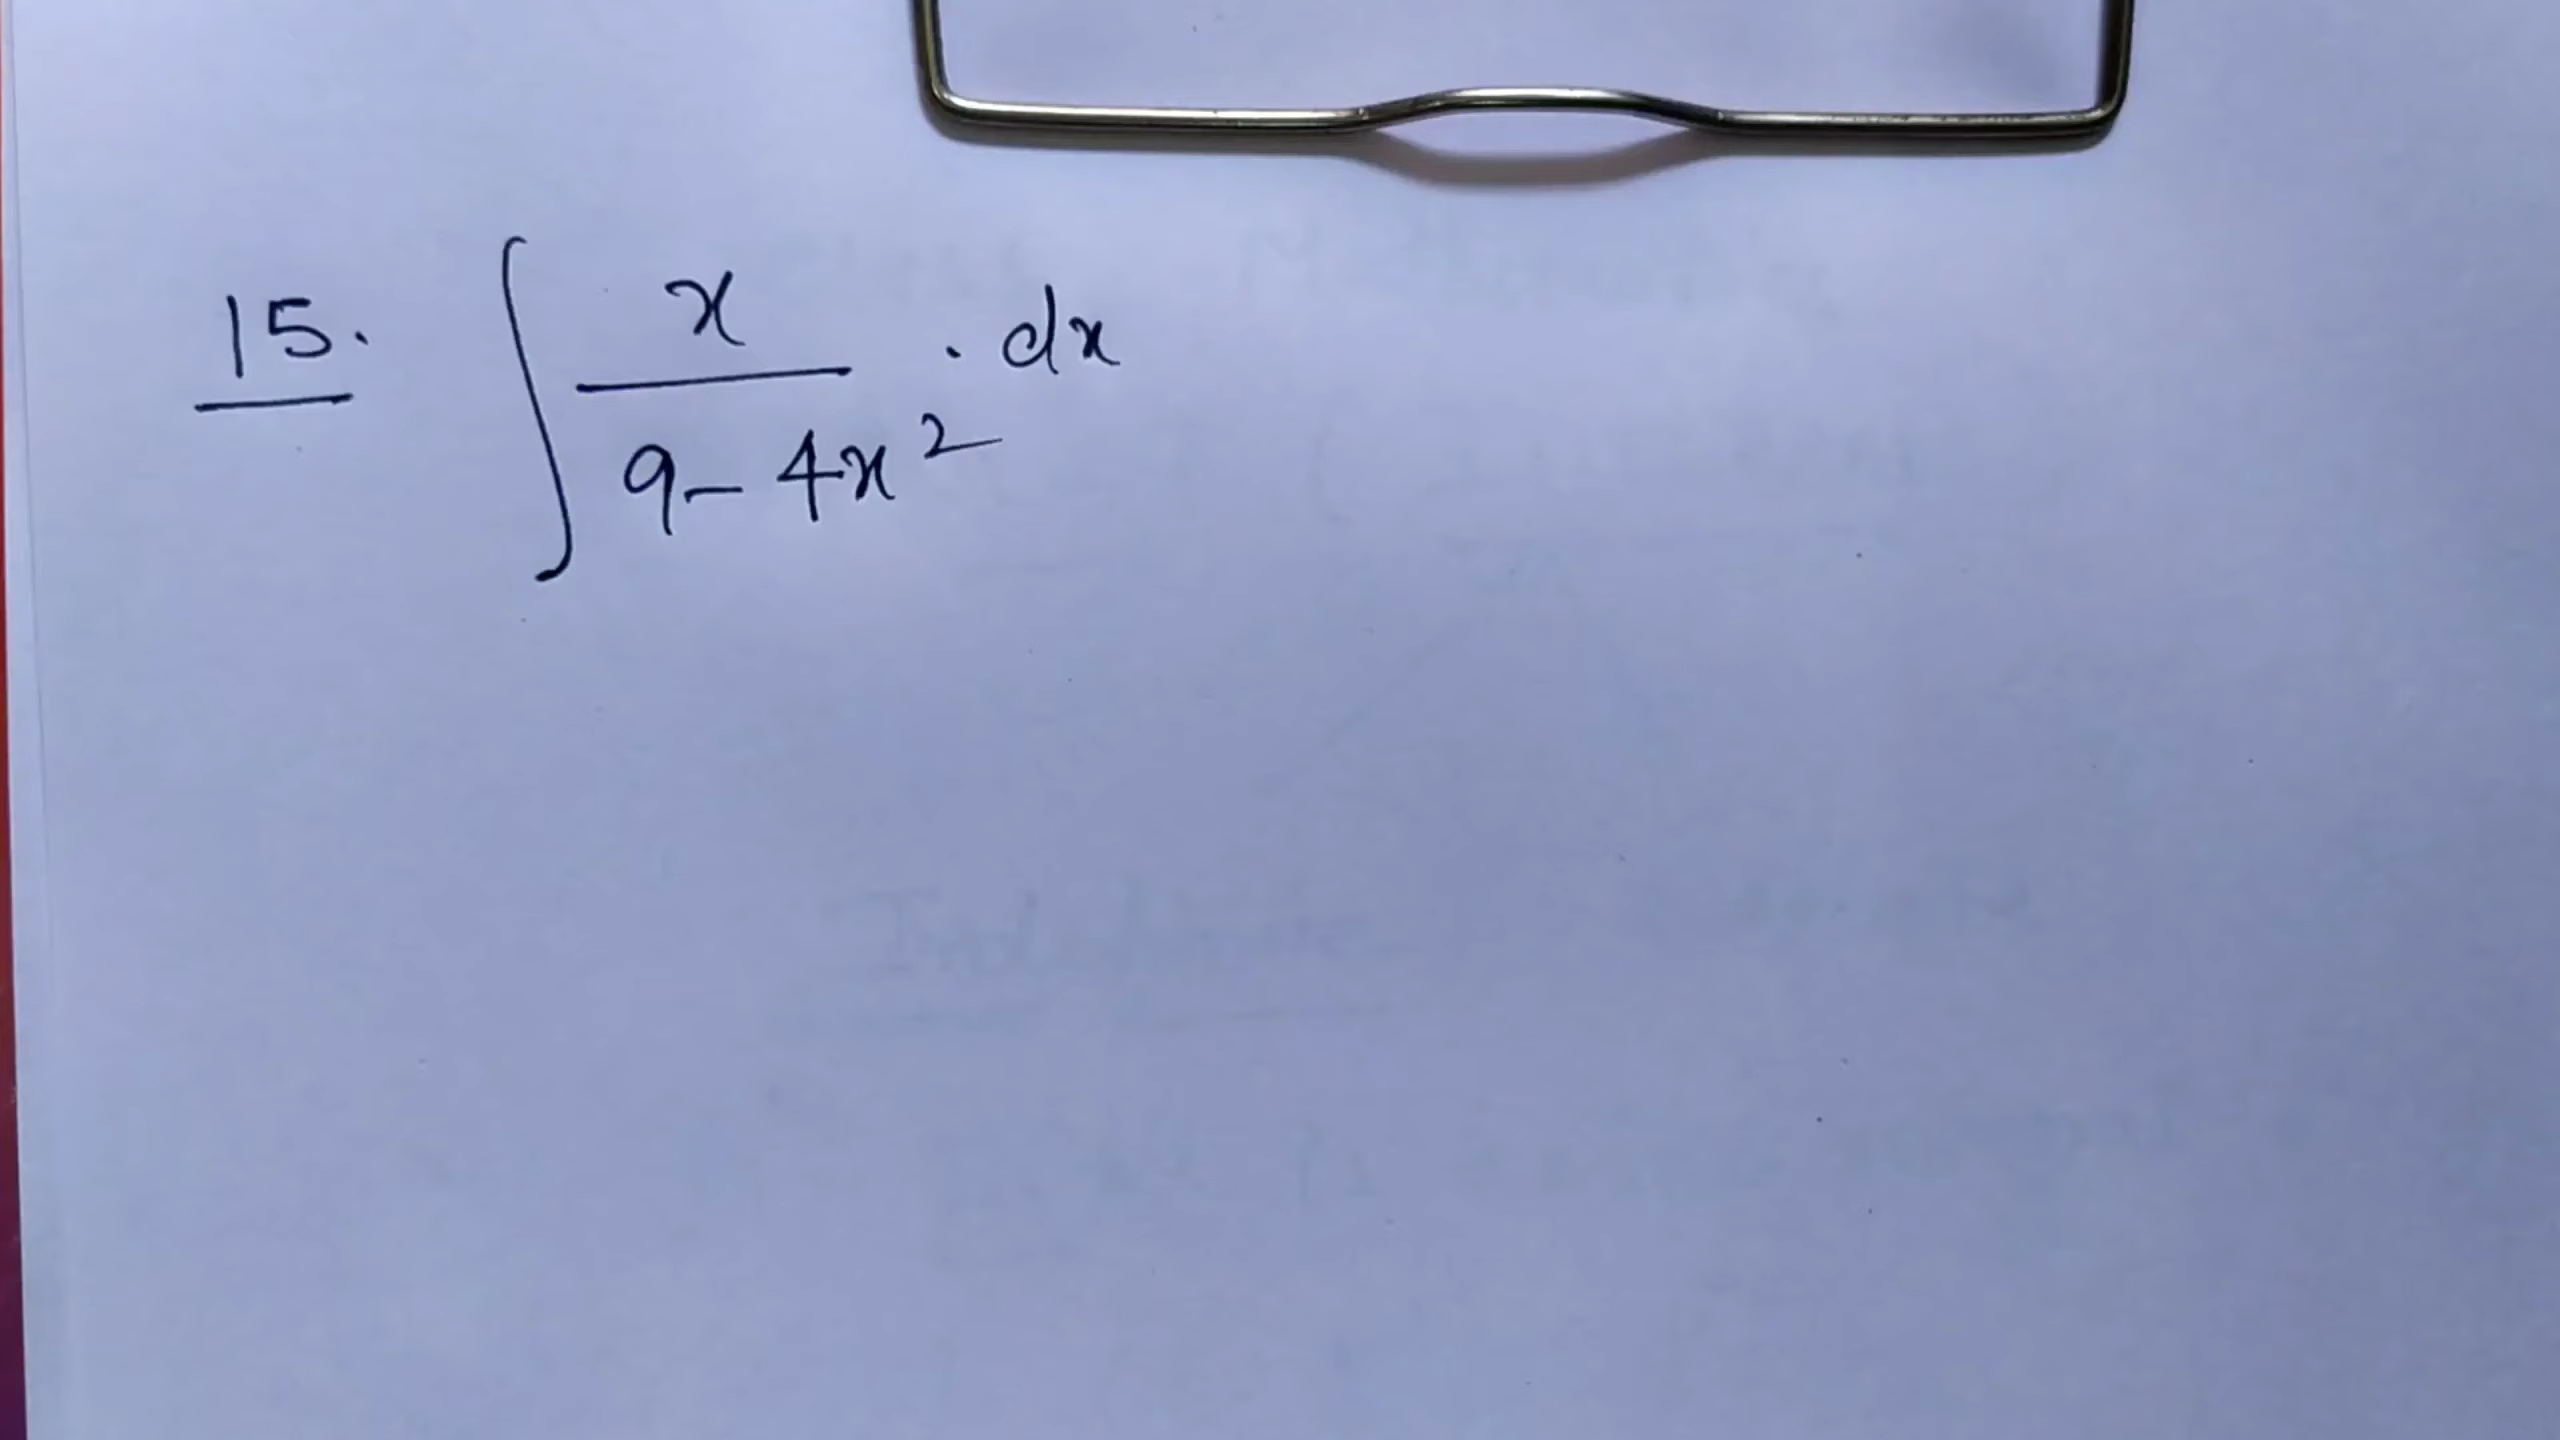 15. ∫ x / (9 - 4x²) . dx